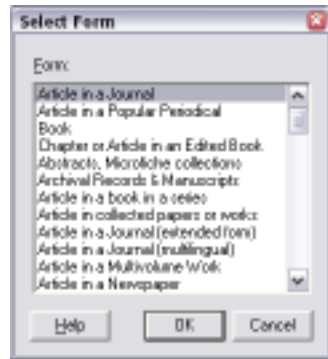 Select Form
Form:
Article in a Journal
Article in a Popular Periodical
Book
Chapter or Article in an Edited Book
Abstracts, Microfiche collections
Archival Records & Manuscripts
Article in a book in a series
Article in collected papers or works
Article in a Journal (extended form)
Article in a Journal (multilingual)
Article in a Multivolume Work
Article in a Newspaper
Help OK Cancel